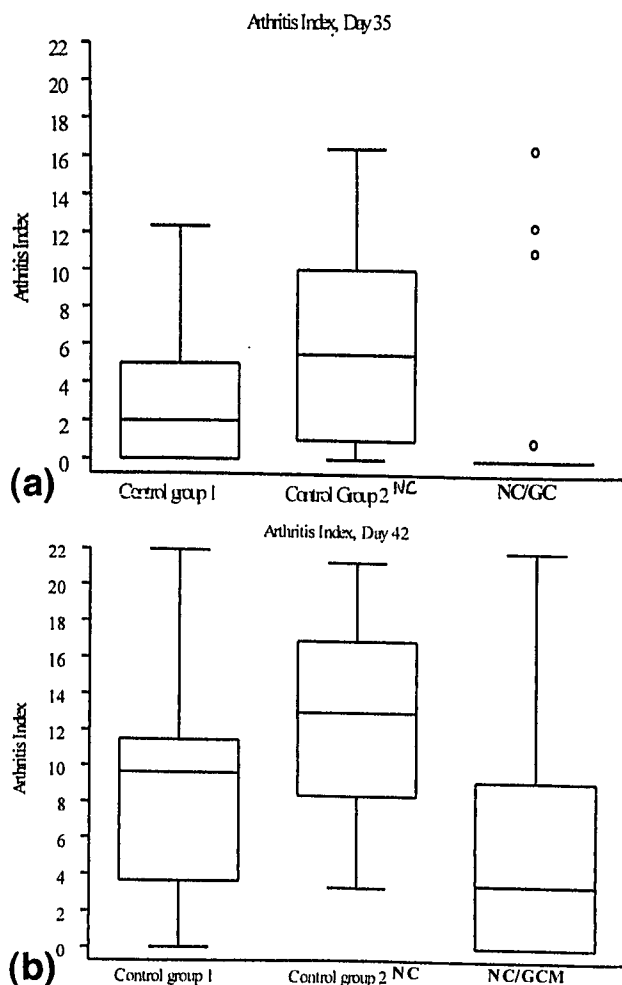 Arthritis Index, Day 35
22
20
18
16
14
12
10
8
6
4
2
0
Arthritis Index
(a)
Control group 1
Control Group 2 NC
NC/GC
Arthritis Index, Day 42
22
20
18
16
14
12
10
8
6
4
2
0
Arthritis Index
(b)
Control group 1
Control group 2 NC
NC/GCM